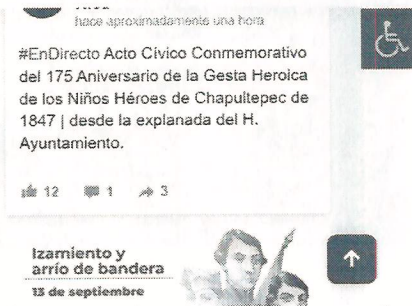 hace aproximadamente una hora
#EnDirecto Acto Cívico Conmemorativo
del 175 Aniversario de la Gesta Heroica
de los Niños Héroes de Chapultepec de
1847 | desde la explanada del H.
Ayuntamiento.
12 1 3
Izamiento y
arrío de bandera
13 de septiembre